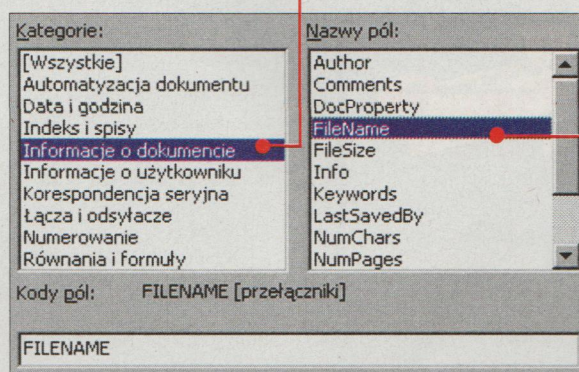 Kategorie:
[Wszystkie]
Automatyzacja dokumentu
Data i godzina
Indeks i spisy
Informacje o dokumencie
Informacje o użytkowniku
Korespondencja seryjna
Łącza i odsyłacze
Numerowanie
Równania i formuły
Nazwy pól:
Author
Comments
DocProperty
FileName
FileSize
Info
Keywords
LastSavedBy
NumChars
NumPages
Kody pól: FILENAME [przełączniki]
FILENAME